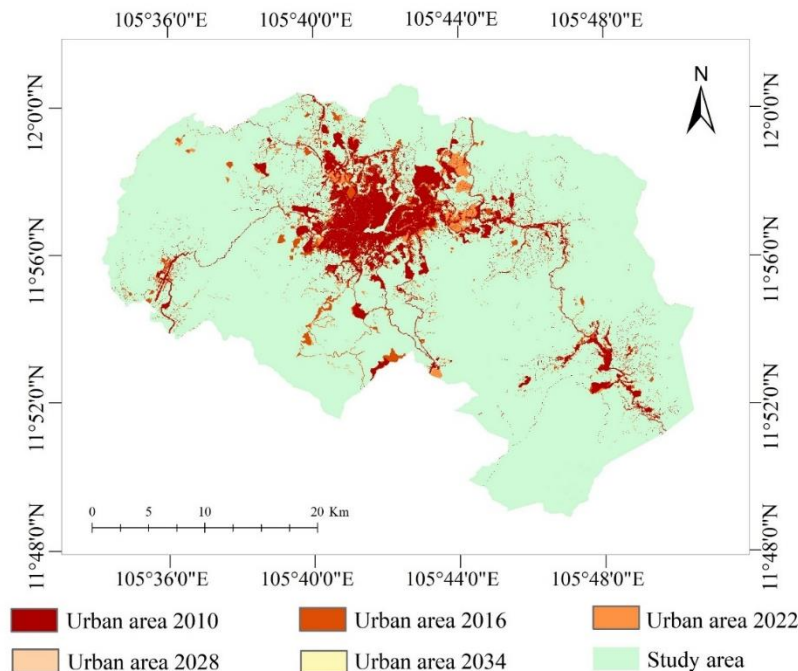 105°36'0"E 105°40'0"E 105°44'0"E 105°48'0"E
N
12°0'0"N 12°0'0"N
11°56'0"N 11°56'0"N
11°52'0"N 11°52'0"N
0 5 10 20 Km
11°48'0"N 11°48'0"N
105°36'0"E 105°40'0"E 105°44'0"E 105°48'0"E
Urban area 2010 Urban area 2016 Urban area 2022
Urban area 2028 Urban area 2034 Study area